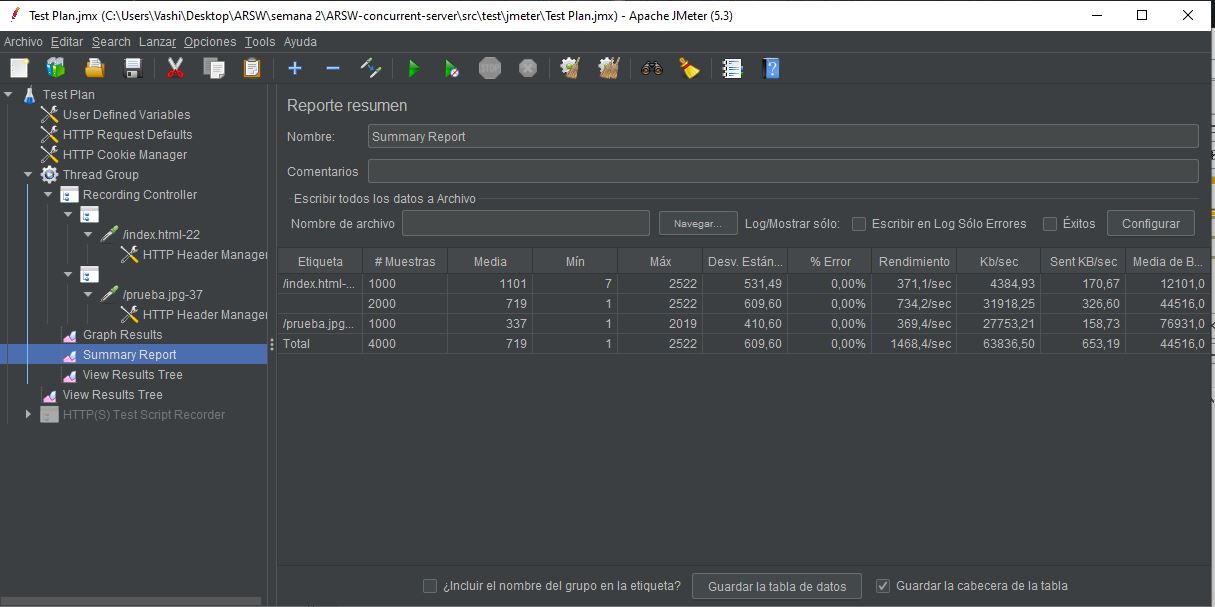 Test Plan.jmx (C:\Users\Vashi\Desktop\ARSW\semana 2\ARSW-concurrent-server\src\test\jmeter\Test Plan.jmx) - Apache JMeter (5.3)
Archivo Editar Search Lanzar Opciones Tools Ayuda
STOP
Test Plan
User Defined Variables
HTTP Request Defaults
HTTP Cookie Manager
Thread Group
Recording Controller
/index.html-22
HTTP Header Manager
/prueba.jpg-37
HTTP Header Manager
Graph Results
Summary Report
View Results Tree
View Results Tree
HTTP(S) Test Script Recorder
Reporte resumen
Nombre: Summary Report
Comentarios
Escribir todos los datos a Archivo
Nombre de archivo Navegar... Log/Mostrar sólo: Escribir en Log Sólo Errores Éxitos Configurar
Etiqueta # Muestras Media Mín Máx Desv. Están... % Error Rendimiento Kb/sec Sent KB/sec Media de B...
/index.html-... 1000 1101 7 2522 531,49 0,00% 371,1/sec 4384,93 170,67 12101,0
2000 719 1 2522 609,60 0,00% 734,2/sec 31918,25 326,60 44516,0
/prueba.jpg... 1000 337 1 2019 410,60 0,00% 369,4/sec 27753,21 158,73 76931,0
Total 4000 719 1 2522 609,60 0,00% 1468,4/sec 63836,50 653,19 44516,0
¿Incluir el nombre del grupo en la etiqueta? Guardar la tabla de datos Guardar la cabecera de la tabla